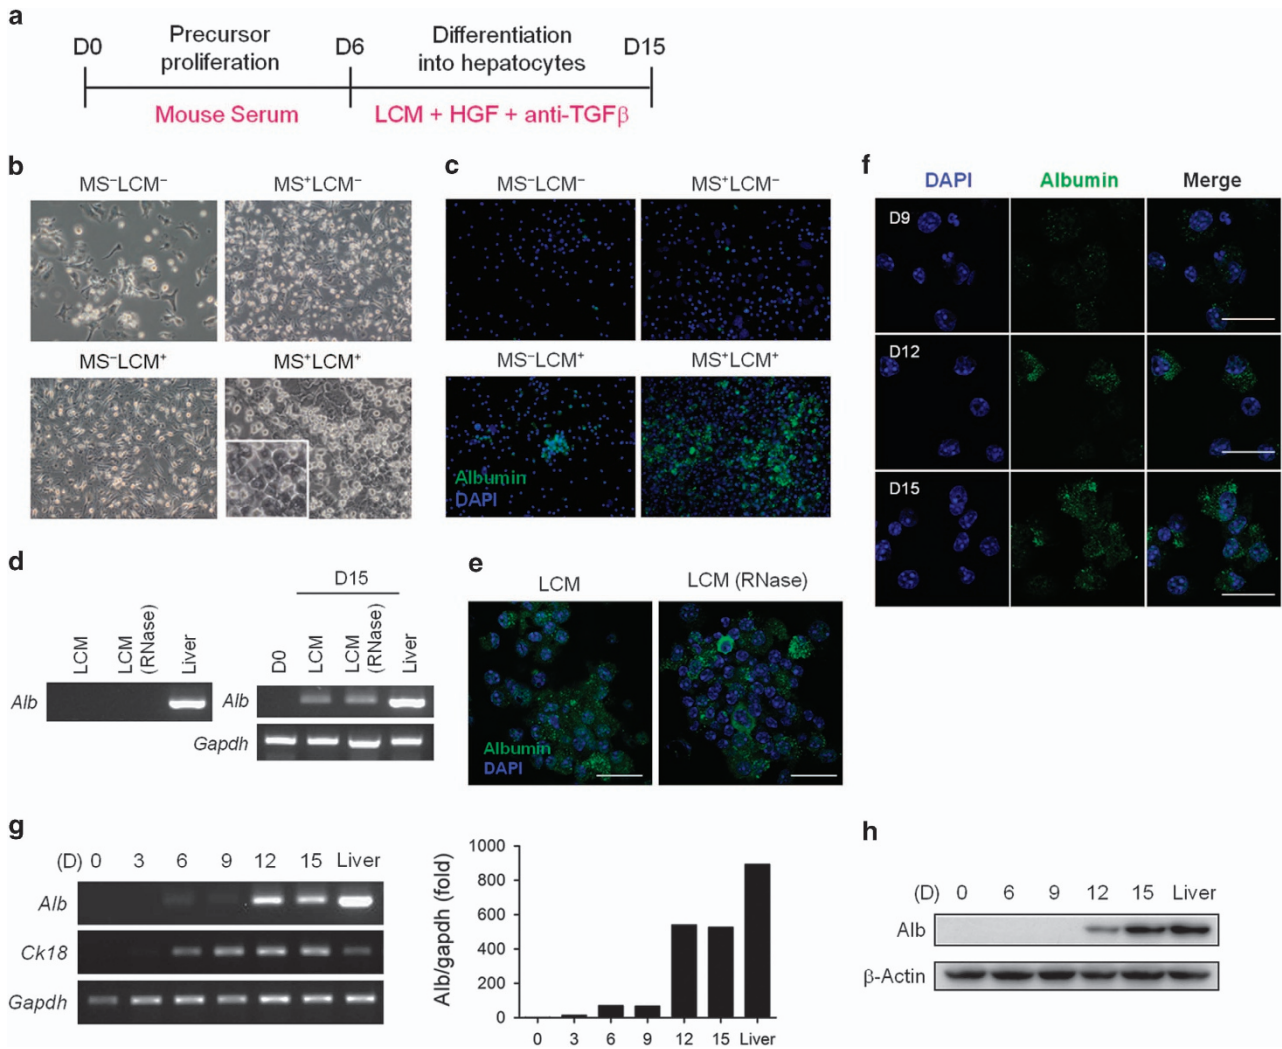 a
D0
Precursor
proliferation
D6
Differentiation
into hepatocytes
D15
Mouse Serum
LCM + HGF + anti-TGFβ
b
MS⁻LCM⁻
MS⁺LCM⁻
MS⁻LCM⁺
MS⁺LCM⁺
c
MS⁻LCM⁻
MS⁺LCM⁻
MS⁻LCM⁺
MS⁺LCM⁺
Albumin
DAPI
f
DAPI
Albumin
Merge
D9
D12
D15
d
LCM
LCM
(RNase)
Liver
Alb
D15
D0
LCM
LCM
(RNase)
Liver
Alb
Gapdh
e
LCM
LCM (RNase)
Albumin
DAPI
g
(D) 0 3 6 9 12 15 Liver
Alb
Ck18
Gapdh
Alb/gapdh (fold)
1000
800
600
400
200
0
0 3 6 9 12 15 Liver
h
(D) 0 6 9 12 15 Liver
Alb
β-Actin